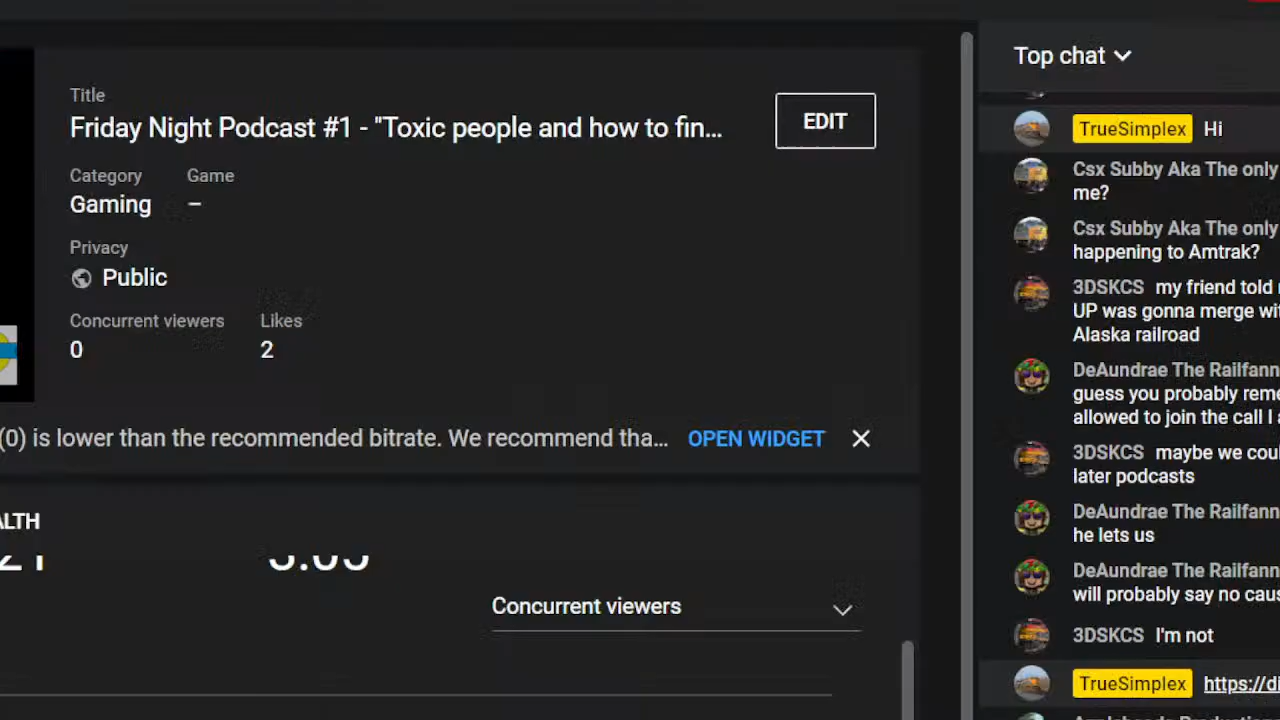 Title
Friday Night Podcast #1 - "Toxic people and how to fin...
EDIT
Category Game
Gaming –
Privacy
Public
Concurrent viewers Likes
0 2
(0) is lower than the recommended bitrate. We recommend tha... OPEN WIDGET
ALTH
Concurrent viewers
Top chat
TrueSimplex Hi
Csx Subby Aka The only
me?
Csx Subby Aka The only
happening to Amtrak?
3DSKCS my friend told
UP was gonna merge wi
Alaska railroad
DeAundrae The Railfann
guess you probably reme
allowed to join the call I
3DSKCS maybe we cou
later podcasts
DeAundrae The Railfann
he lets us
DeAundrae The Railfann
will probably say no caus
3DSKCS I'm not
TrueSimplex https://di